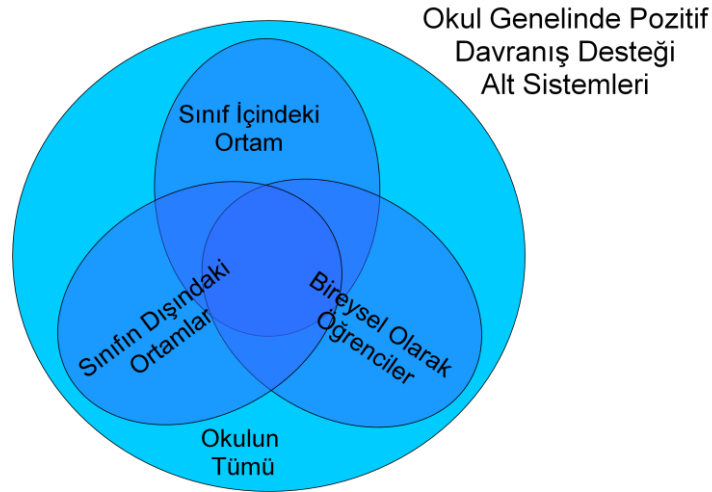 Okul Genelinde Pozitif
Davranış Desteği
Alt Sistemleri
Sınıf İçindeki
Ortam
Sınıfın Dışındaki
Ortamlar
Bireysel Olarak
Öğrenciler
Okulun
Tümü